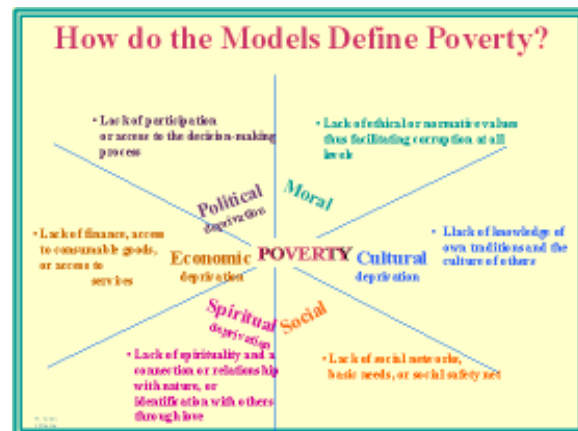 How do the Models Define Poverty?
• Lack of participation
or access to the decision-making
process
• Lack of ethical or normative values
thus facilitating corruption at all
levels
Political
deprivation
Moral
• Lack of finance, access
to consumable goods,
or access to
services
Economic
deprivation
POVERTY
Cultural
deprivation
• Llack of knowledge of
own traditions and the
culture of others
Spiritual
deprivation
Social
• Lack of spirituality and a
connection or relationship
with nature, or
identification with others
through love
• Lack of social networks,
basic needs, or social safety net